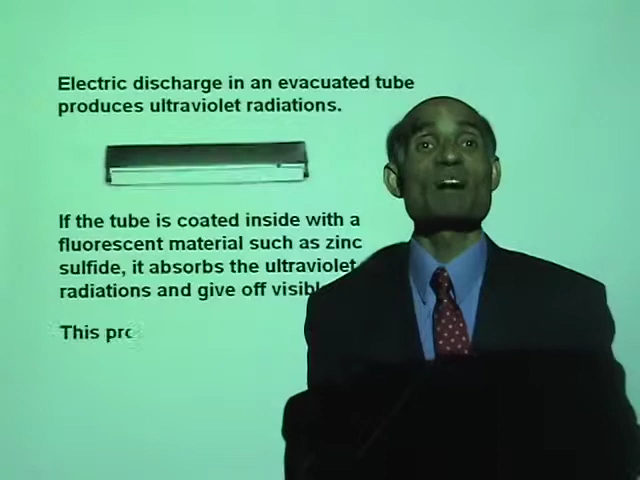 Electric discharge in an evacuated tube
produces ultraviolet radiations.
If the tube is coated inside with a
fluorescent material such as zinc
sulfide, it absorbs the ultraviolet
radiations and give off visibl
This pro